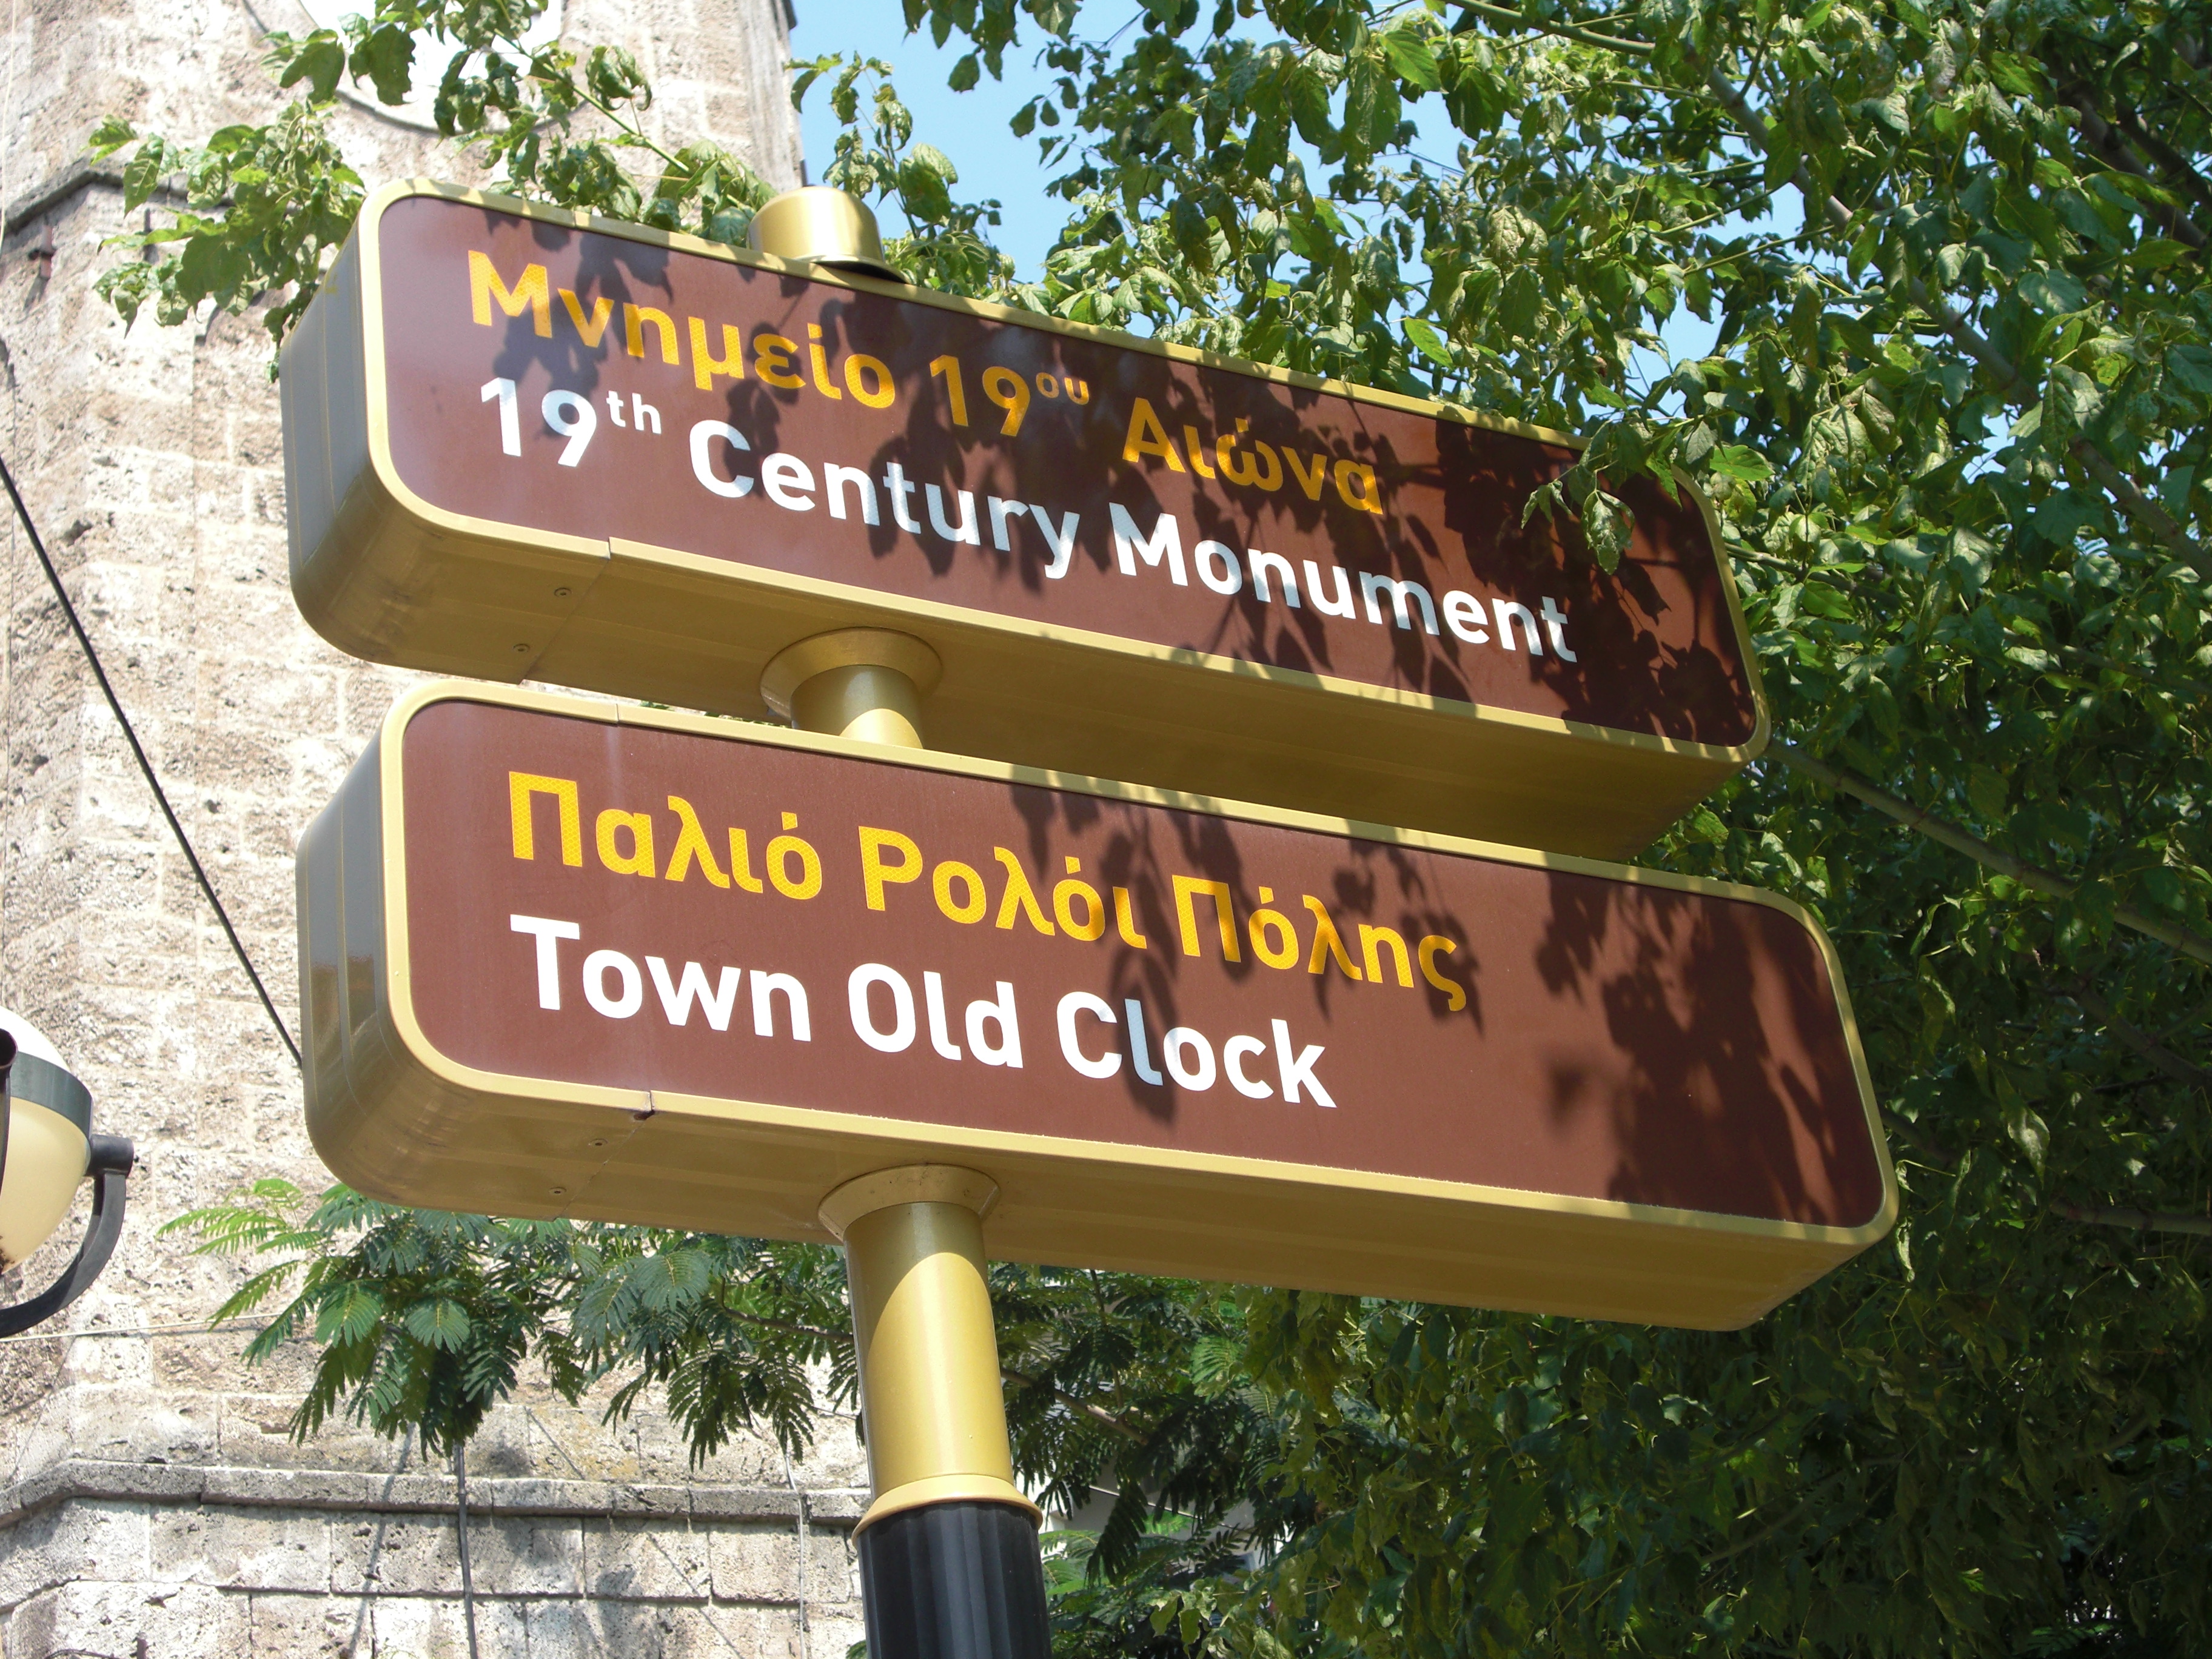 Μνημείο 19ου Αιώνα
19th Century Monument
Παλιό Ρολόι Πόλης
Town Old Clock